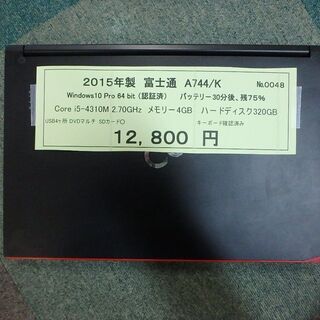 2015年製 富士通 A744/K №0048
Windows10 Pro 64 bit (認証済) バッテリー30分後、残75%
Core i5-4310M 2.70GHz メモリー4GB ハードディスク320GB
USB4ヶ所 DVDマルチ SDカード〇 キーボード確認済み
12,800 円